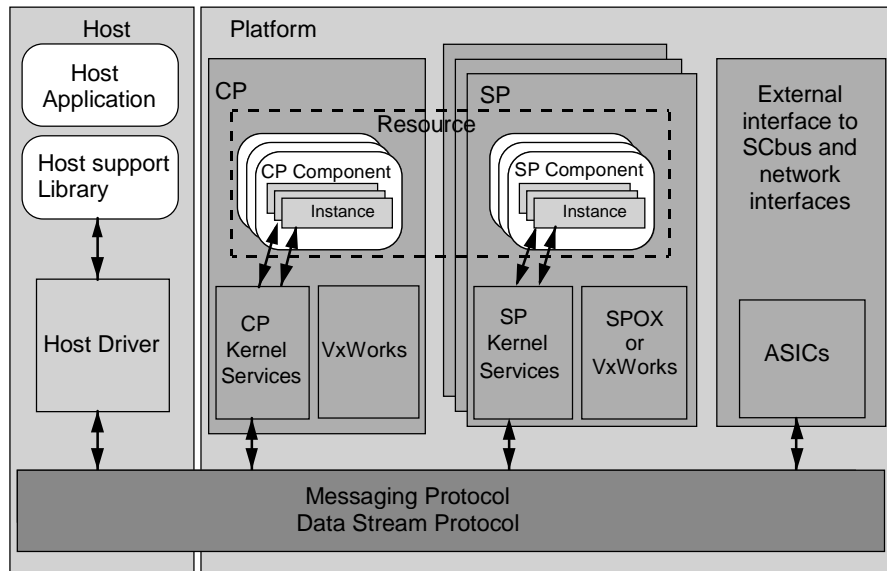 Host
Host
Application
Host support
Library
Host Driver
Platform
CP
Resource
CP Component
Instance
CP
Kernel
Services
VxWorks
SP
SP Component
Instance
SP
Kernel
Services
SPOX
or
VxWorks
External
interface to
SCbus and
network
interfaces
ASICs
Messaging Protocol
Data Stream Protocol